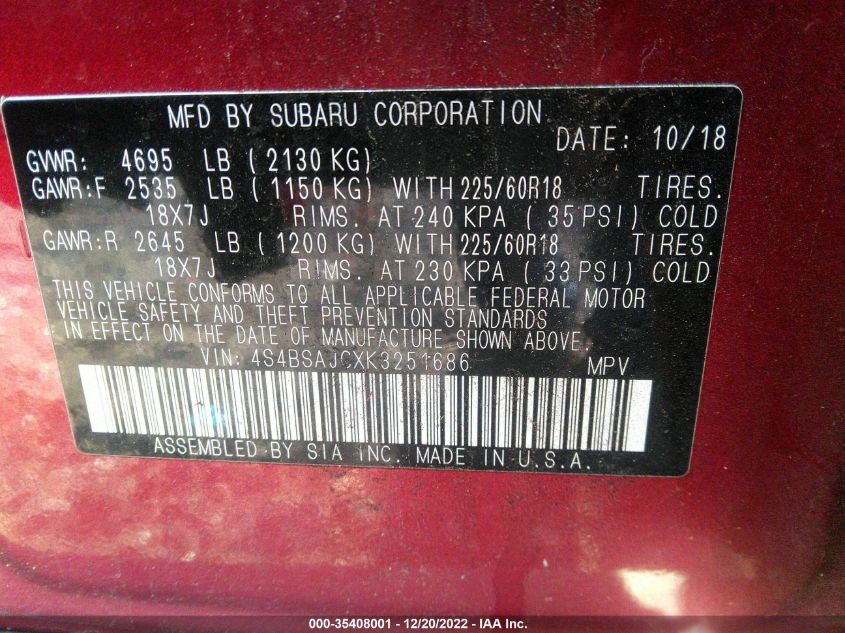 MFD BY SUBARU CORPORATION
DATE: 10/18
GVWR: 4695 LB ( 2130 KG)
GAWR:F 2535 LB ( 1150 KG) WITH 225/60R18 TIRES.
18X7J RIMS. AT 240 KPA ( 35 PSI) COLD
GAWR:R 2645 LB ( 1200 KG) WITH 225/60R18 TIRES.
18X7J RIMS. AT 230 KPA ( 33 PSI) COLD
THIS VEHICLE CONFORMS TO ALL APPLICABLE FEDERAL MOTOR
VEHICLE SAFETY AND THEFT PREVENTION STANDARDS
IN EFFECT ON THE DATE OF MANUFACTURE SHOWN ABOVE.
VIN: 4S4BSAJCXK3251686 MPV
ASSEMBLED BY SIA INC. MADE IN U.S.A.
000-35408001 - 12/20/2022 - IAA Inc.